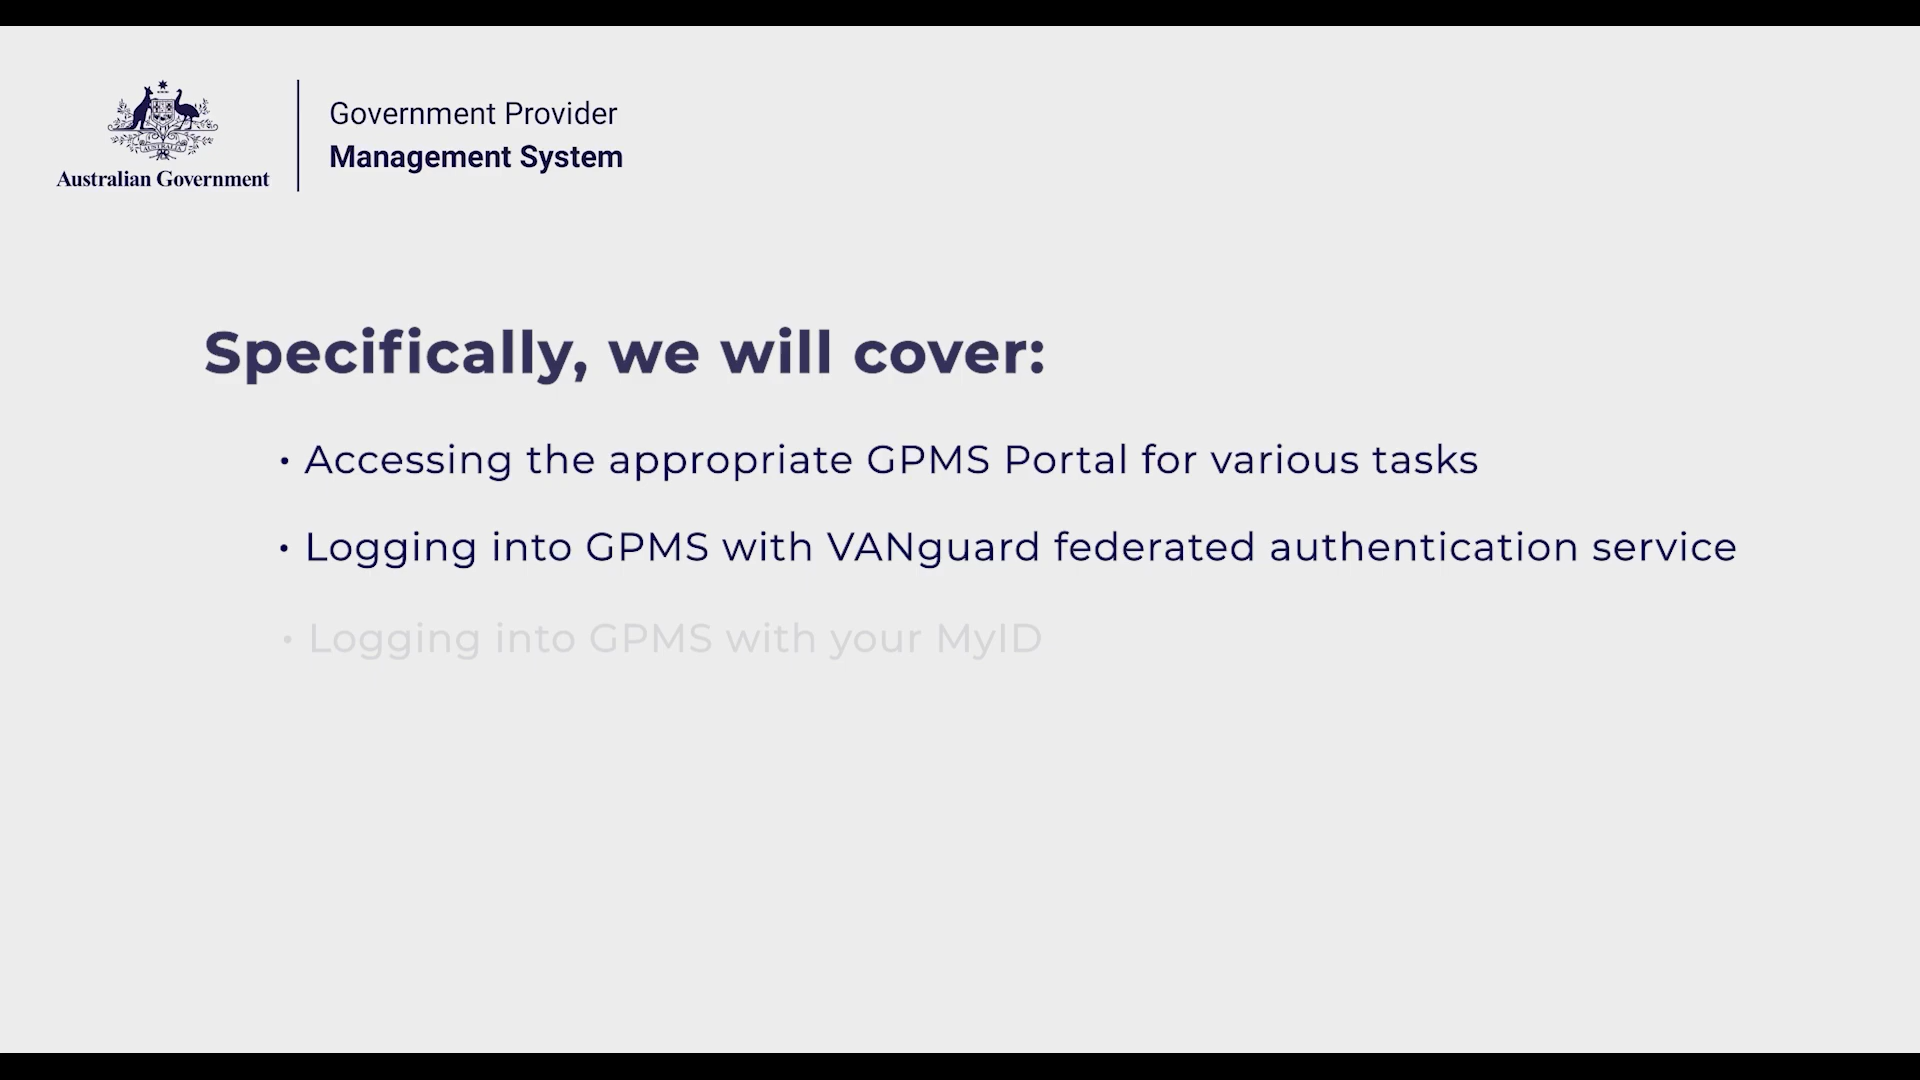 Australian Government
Government Provider
Management System
Specifically, we will cover:
• Accessing the appropriate GPMS Portal for various tasks
• Logging into GPMS with VANguard federated authentication service
• Logging into GPMS with your MyID